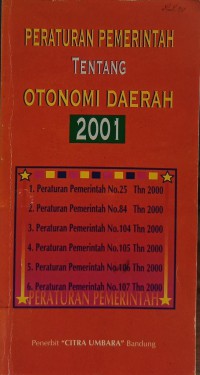 PERATURAN PEMERINTAH
TENTANG
OTONOMI DAERAH
2001
1. Peraturan Pemerintah No.25 Thn 2000
2. Peraturan Pemerintah No.84 Thn 2000
3. Peraturan Pemerintah No.104 Thn 2000
4. Peraturan Pemerintah No.105 Thn 2000
5. Peraturan Pemerintah No.106 Thn 2000
6. Peraturan Pemerintah No.107 Thn 2000
PERATURAN PEMERINTAH
Penerbit "CITRA UMBARA" Bandung